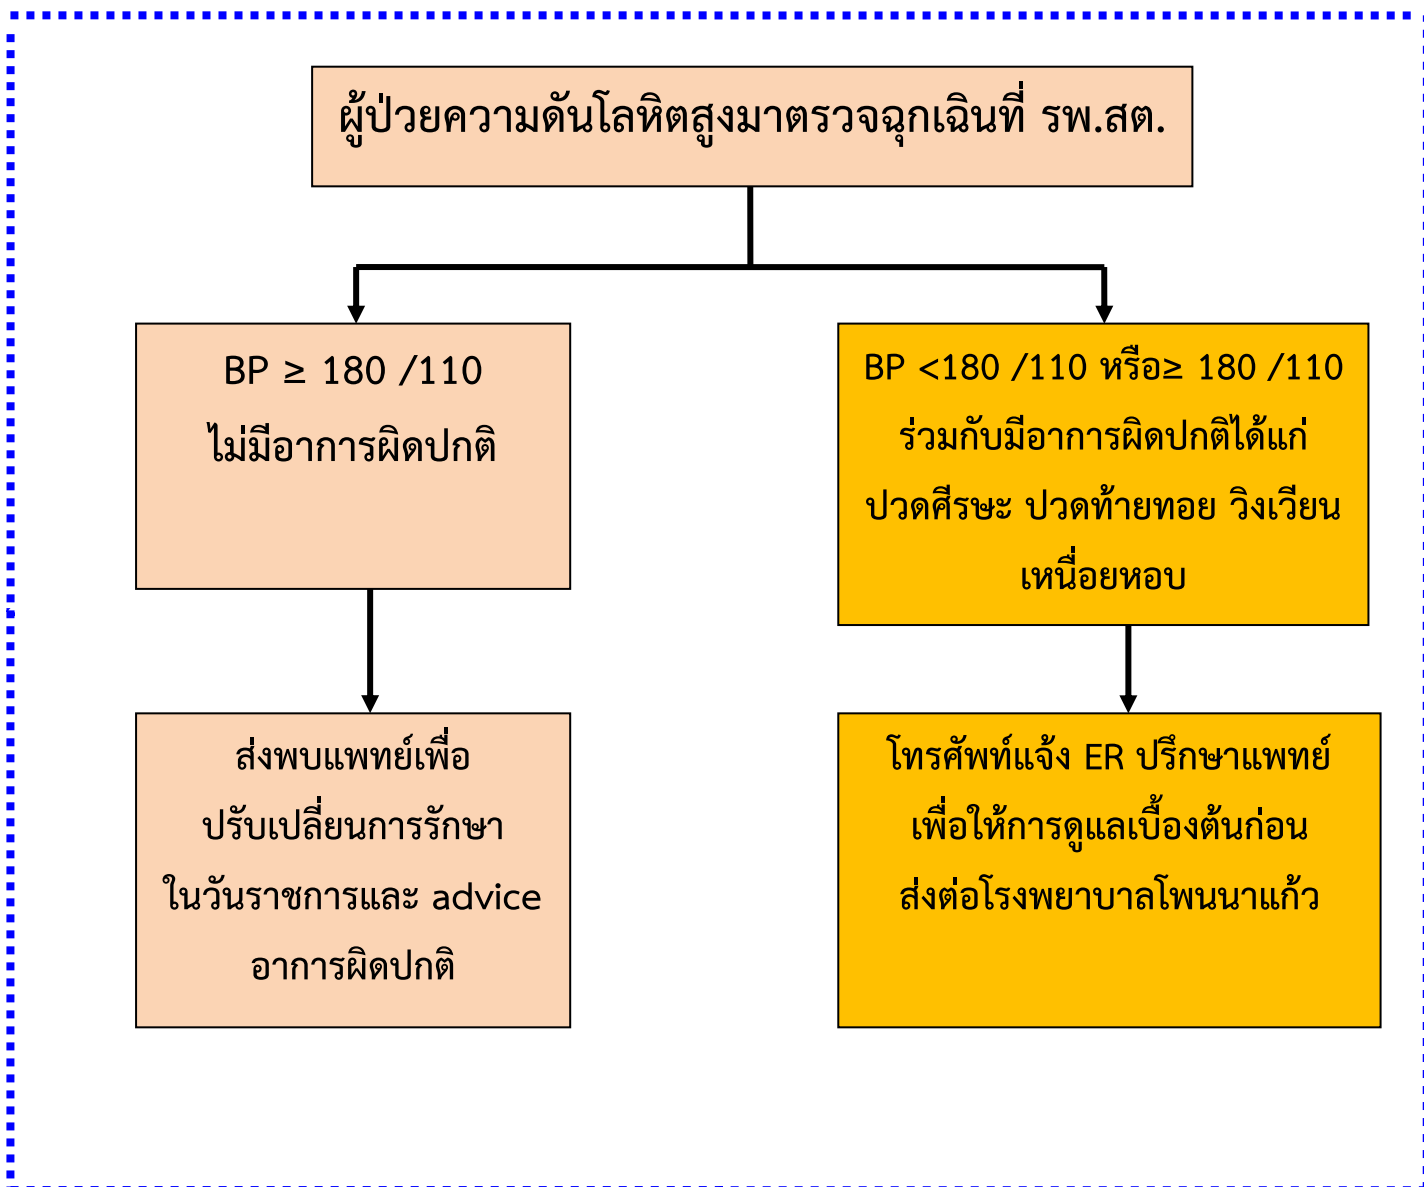 ผู้ป่วยความดันโลหิตสูงมาตรวจฉุกเฉินที่ รพ.สต.
BP ≥ 180 /110
ไม่มีอาการผิดปกติ
BP <180 /110 หรือ≥ 180 /110
ร่วมกับมีอาการผิดปกติได้แก่
ปวดศีรษะ ปวดท้ายทอย วิงเวียน
เหนื่อยหอบ
ส่งพบแพทย์เพื่อ
ปรับเปลี่ยนการรักษา
ในวันราชการและ advice
อาการผิดปกติ
โทรศัพท์แจ้ง ER ปรึกษาแพทย์
เพื่อให้การดูแลเบื้องต้นก่อน
ส่งต่อโรงพยาบาลโพนนาแก้ว